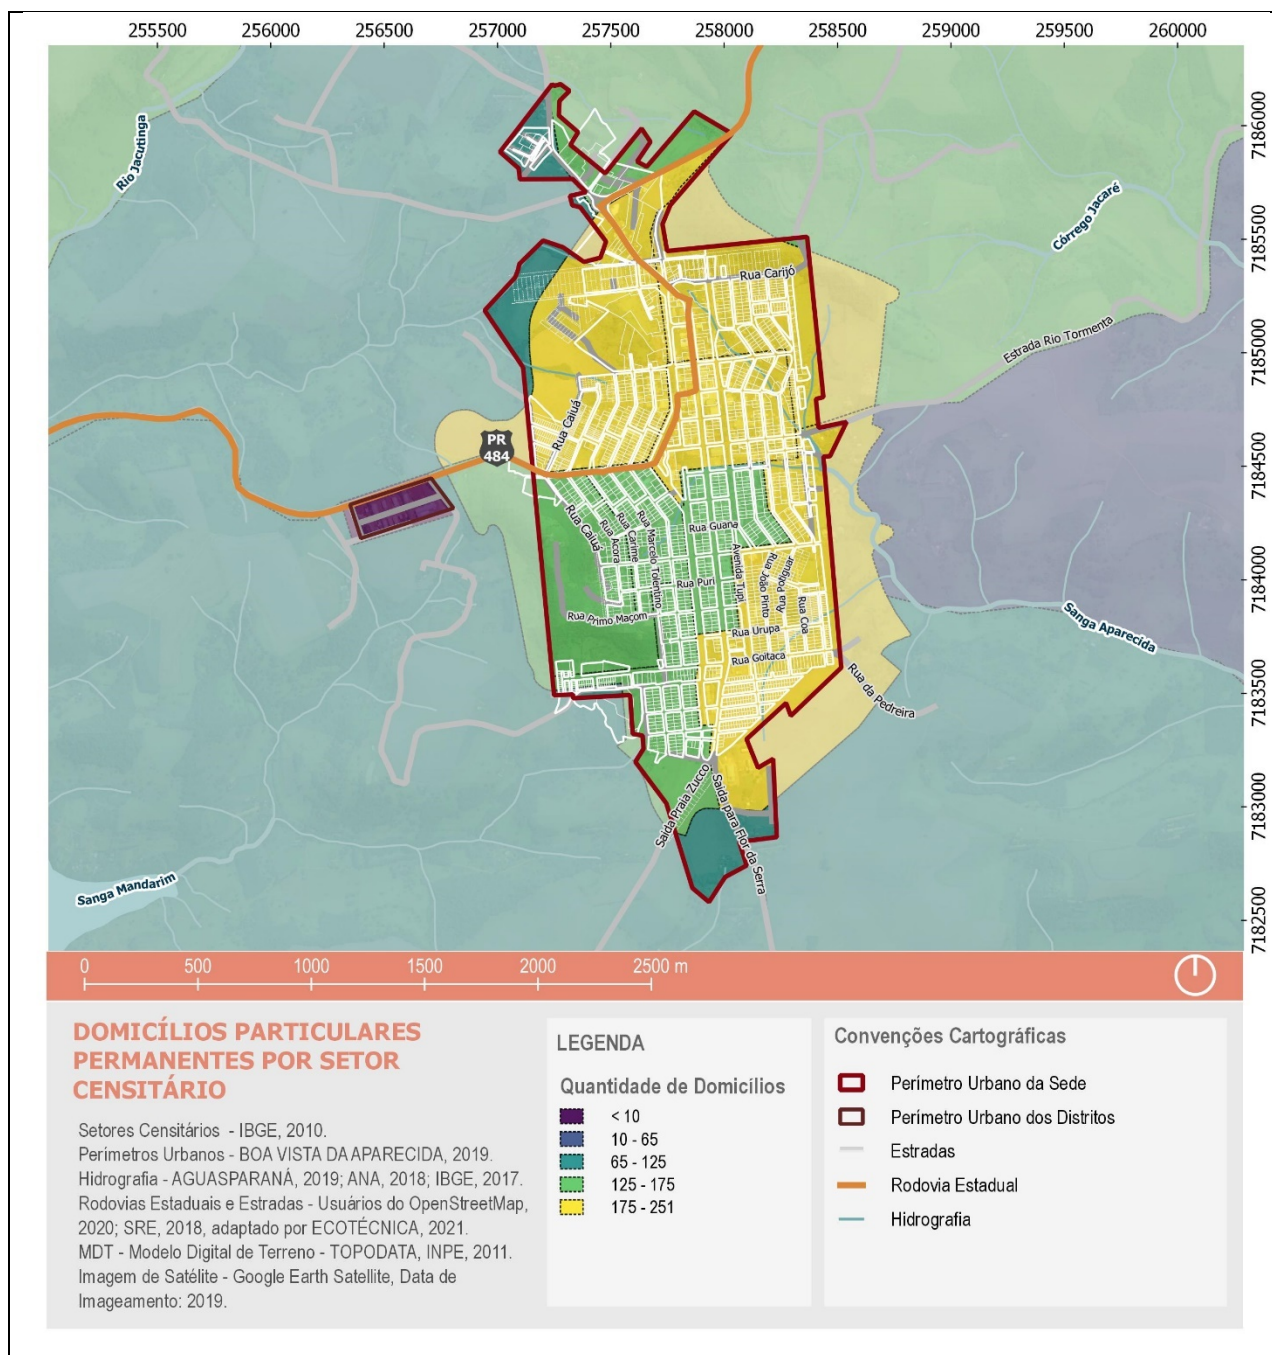 255500 256000 256500 257000 257500 258000 258500 259000 259500 260000
7186000
7185500
7185000
7184500
7184000
7183500
7183000
7182500
Rio Jacutinga
Córrego Jacaré
Rua Carijó
Estrada Rio Tormenta
Rua Caiuá
PR
484
Rua Caiuá
Rua Acora
Rua Carime
Rua Marcelo Tolentino
Rua Guana
Avenida Tupi
Rua João Pinto
Rua Potiguar
Rua Coa
Rua Puri
Rua Primo Maçom
Rua Urupa
Rua Goitaca
Sanga Aparecida
Rua da Pedreira
Saida Praia Zucco
Saida para Flor da Serra
Sanga Mandarim
0 500 1000 1500 2000 2500 m
DOMICÍLIOS PARTICULARES
PERMANENTES POR SETOR
CENSITÁRIO
Setores Censitários - IBGE, 2010.
Perímetros Urbanos - BOA VISTA DA APARECIDA, 2019.
Hidrografia - AGUASPARANÁ, 2019; ANA, 2018; IBGE, 2017.
Rodovias Estaduais e Estradas - Usuários do OpenStreetMap,
2020; SRE, 2018, adaptado por ECOTÉCNICA, 2021.
MDT - Modelo Digital de Terreno - TOPODATA, INPE, 2011.
Imagem de Satélite - Google Earth Satellite, Data de
Imageamento: 2019.
LEGENDA
Quantidade de Domicílios
< 10
10 - 65
65 - 125
125 - 175
175 - 251
Convenções Cartográficas
Perímetro Urbano da Sede
Perímetro Urbano dos Distritos
Estradas
Rodovia Estadual
Hidrografia